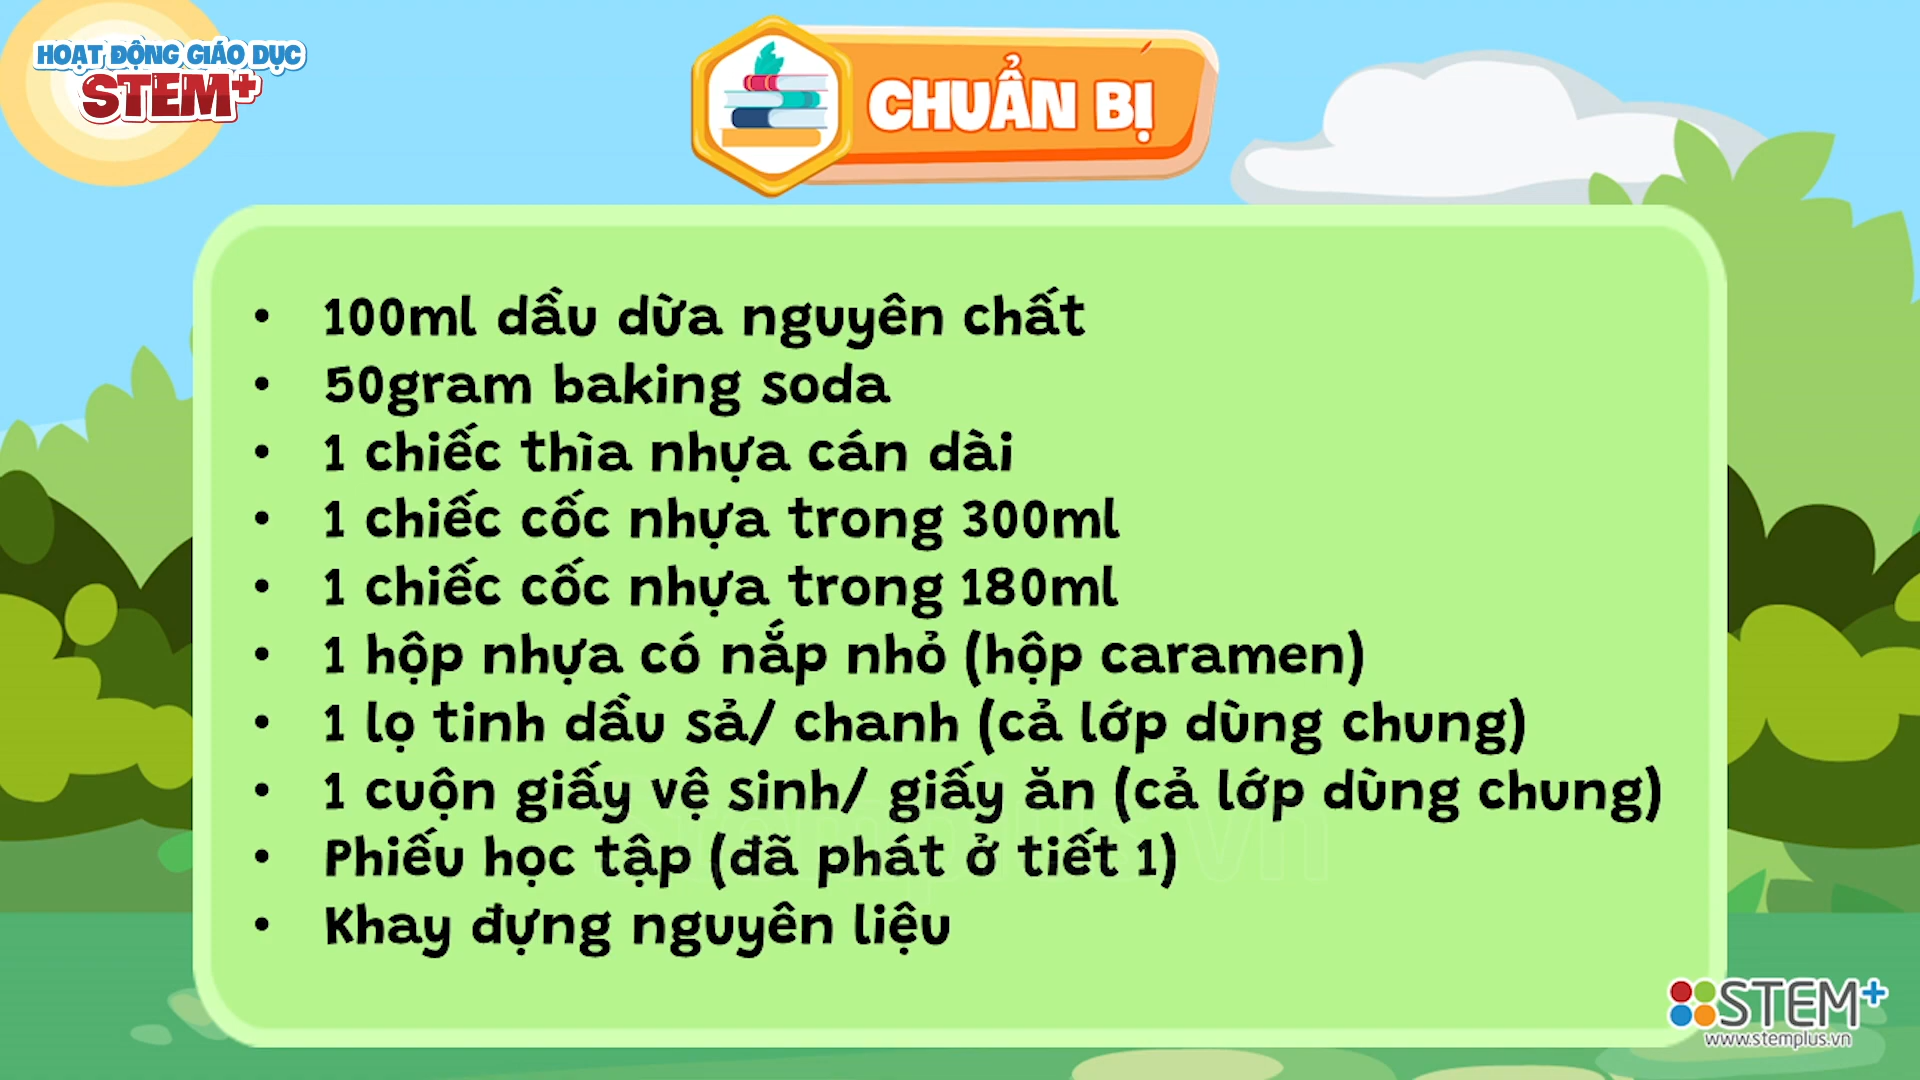 HOẠT ĐỘNG GIÁO DỤC
STEM+
CHUẨN BỊ
• 100ml dầu dừa nguyên chất
• 50gram baking soda
• 1 chiếc thìa nhựa cán dài
• 1 chiếc cốc nhựa trong 300ml
• 1 chiếc cốc nhựa trong 180ml
• 1 hộp nhựa có nắp nhỏ (hộp caramen)
• 1 lọ tinh dầu sả/ chanh (cả lớp dùng chung)
• 1 cuộn giấy vệ sinh/ giấy ăn (cả lớp dùng chung)
• Phiếu học tập (đã phát ở tiết 1)
• Khay đựng nguyên liệu
stemplus.vn
STEM+
www.stemplus.vn